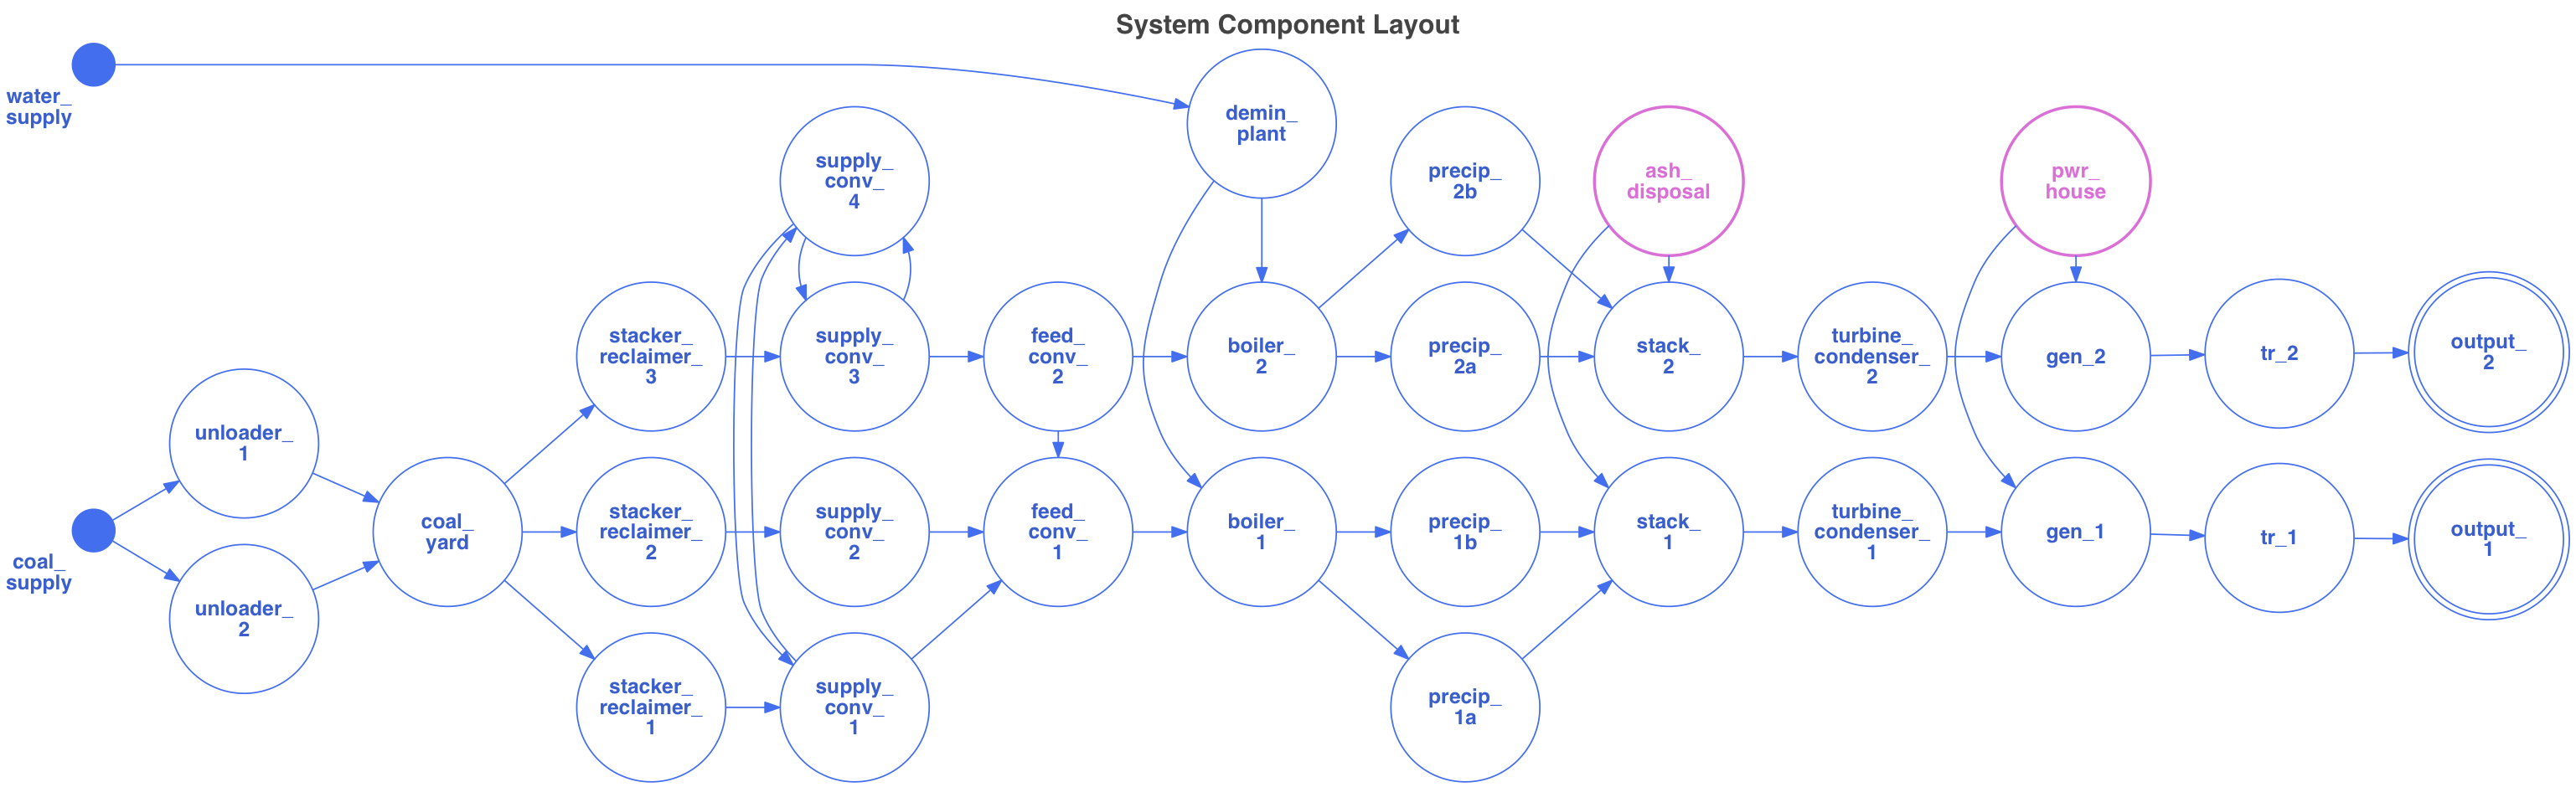 System Component Layout
water_
supply
demin_
plant
supply_
conv_
4
precip_
2b
ash_
disposal
pwr_
house
stacker_
reclaimer_
3
supply_
conv_
3
feed_
conv_
2
boiler_
2
precip_
2a
stack_
2
turbine_
condenser_
2
gen_2
tr_2
output_
2
unloader_
1
coal_
supply
coal_
yard
stacker_
reclaimer_
2
supply_
conv_
2
feed_
conv_
1
boiler_
1
precip_
1b
stack_
1
turbine_
condenser_
1
gen_1
tr_1
output_
1
unloader_
2
stacker_
reclaimer_
1
supply_
conv_
1
precip_
1a